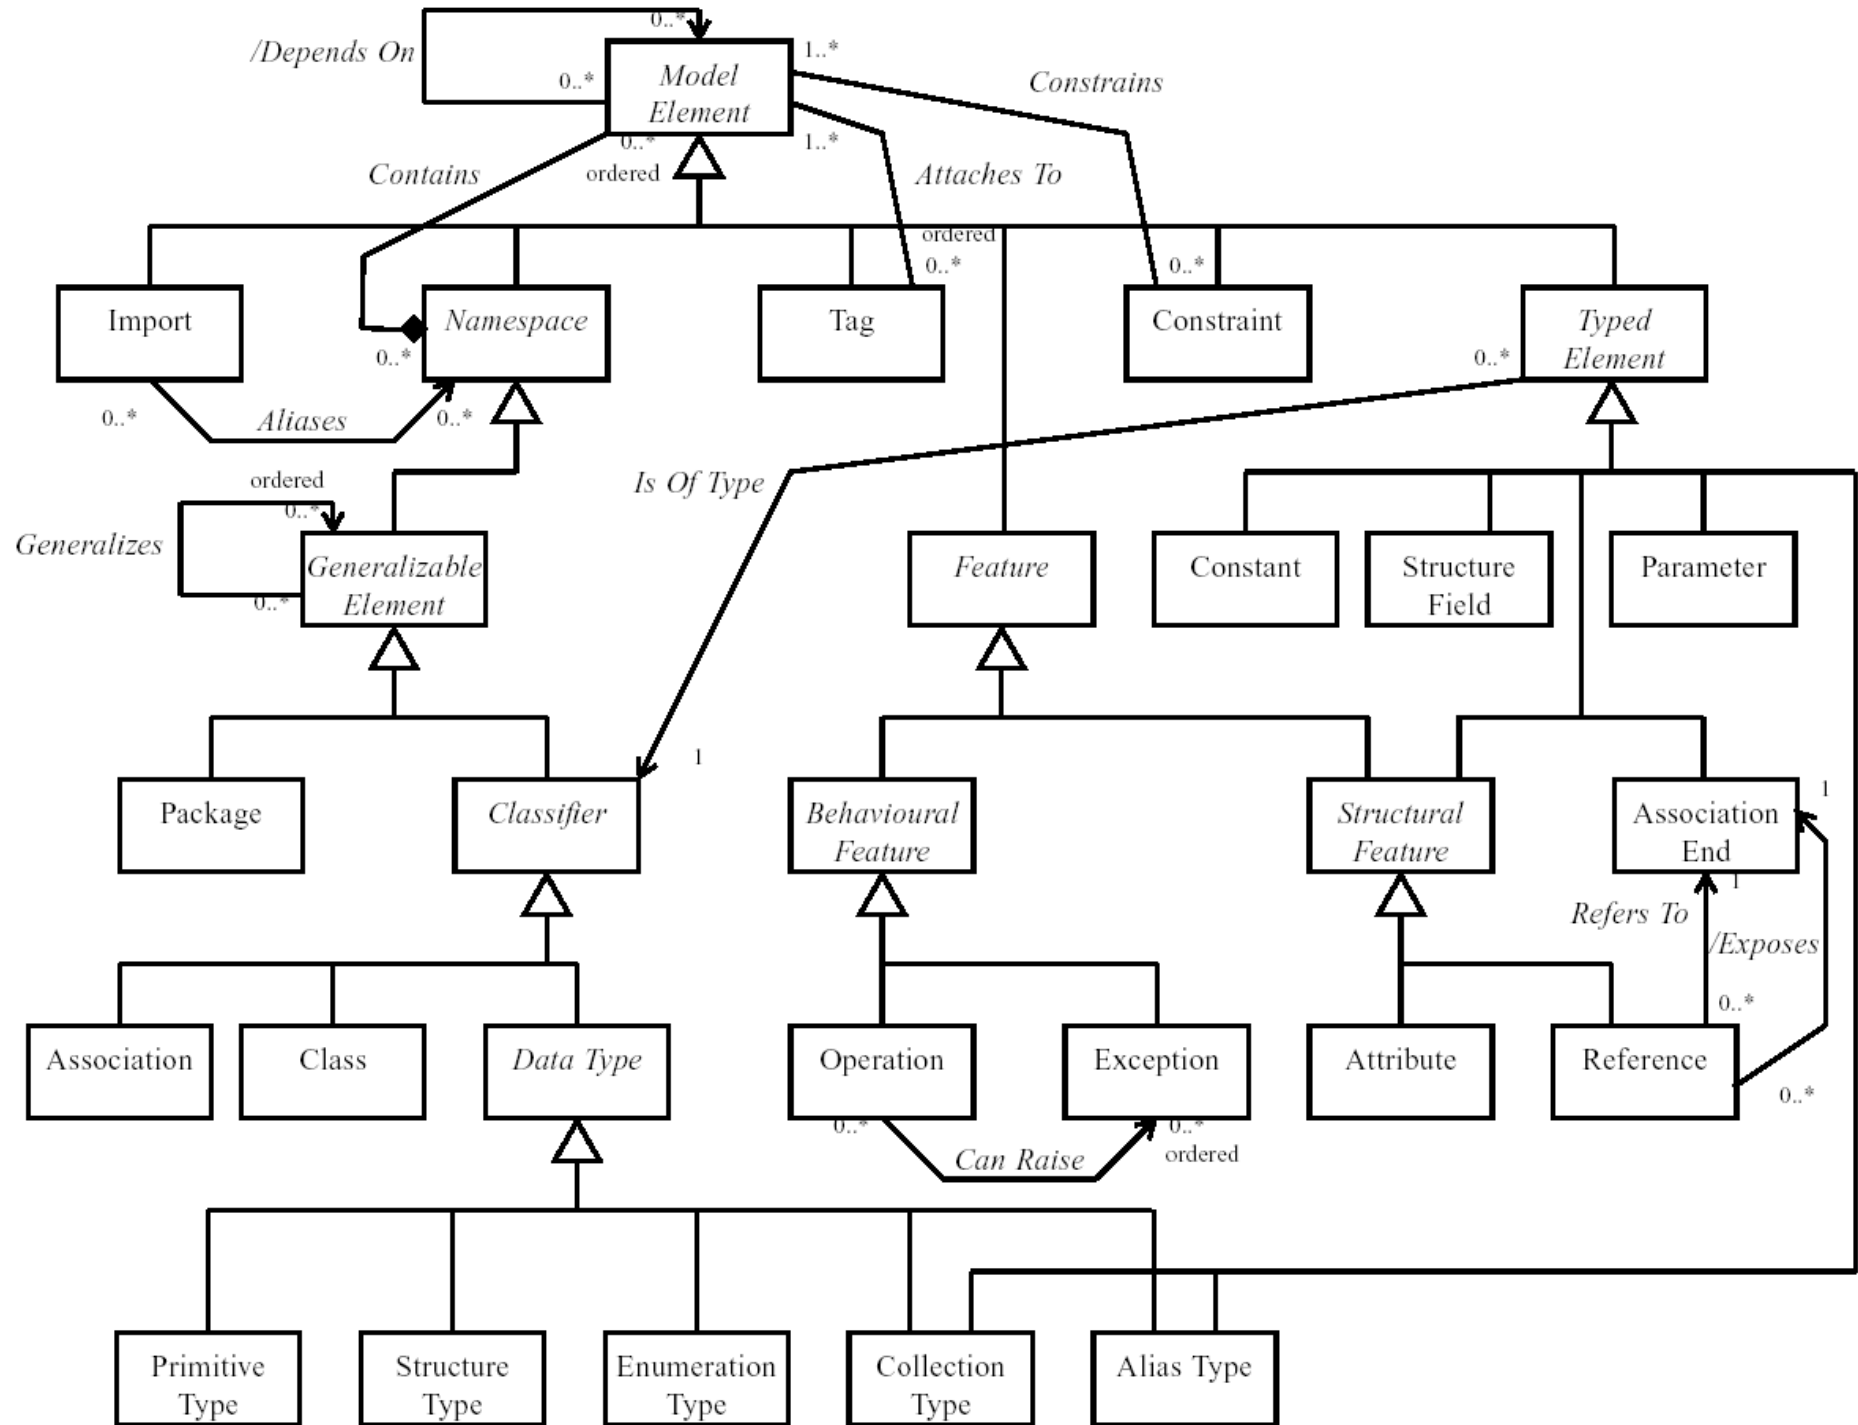 0..*
/Depends On
0..*
Model
Element
1..*
Constrains
0..*
ordered
1..*
Contains
Attaches To
ordered
0..*
0..*
Import
Namespace
Tag
Constraint
Typed
Element
0..*
0..*
0..*
Aliases
0..*
ordered
0..*
Generalizes
0..*
Is Of Type
Generalizable
Element
Feature
Constant
Structure
Field
Parameter
1
1
Package
Classifier
Behavioural
Feature
Structural
Feature
Association
End
1
Refers To
/Exposes
0..*
0..*
Association
Class
Data Type
Operation
Exception
Attribute
Reference
0..*
0..*
ordered
Can Raise
Primitive
Type
Structure
Type
Enumeration
Type
Collection
Type
Alias Type